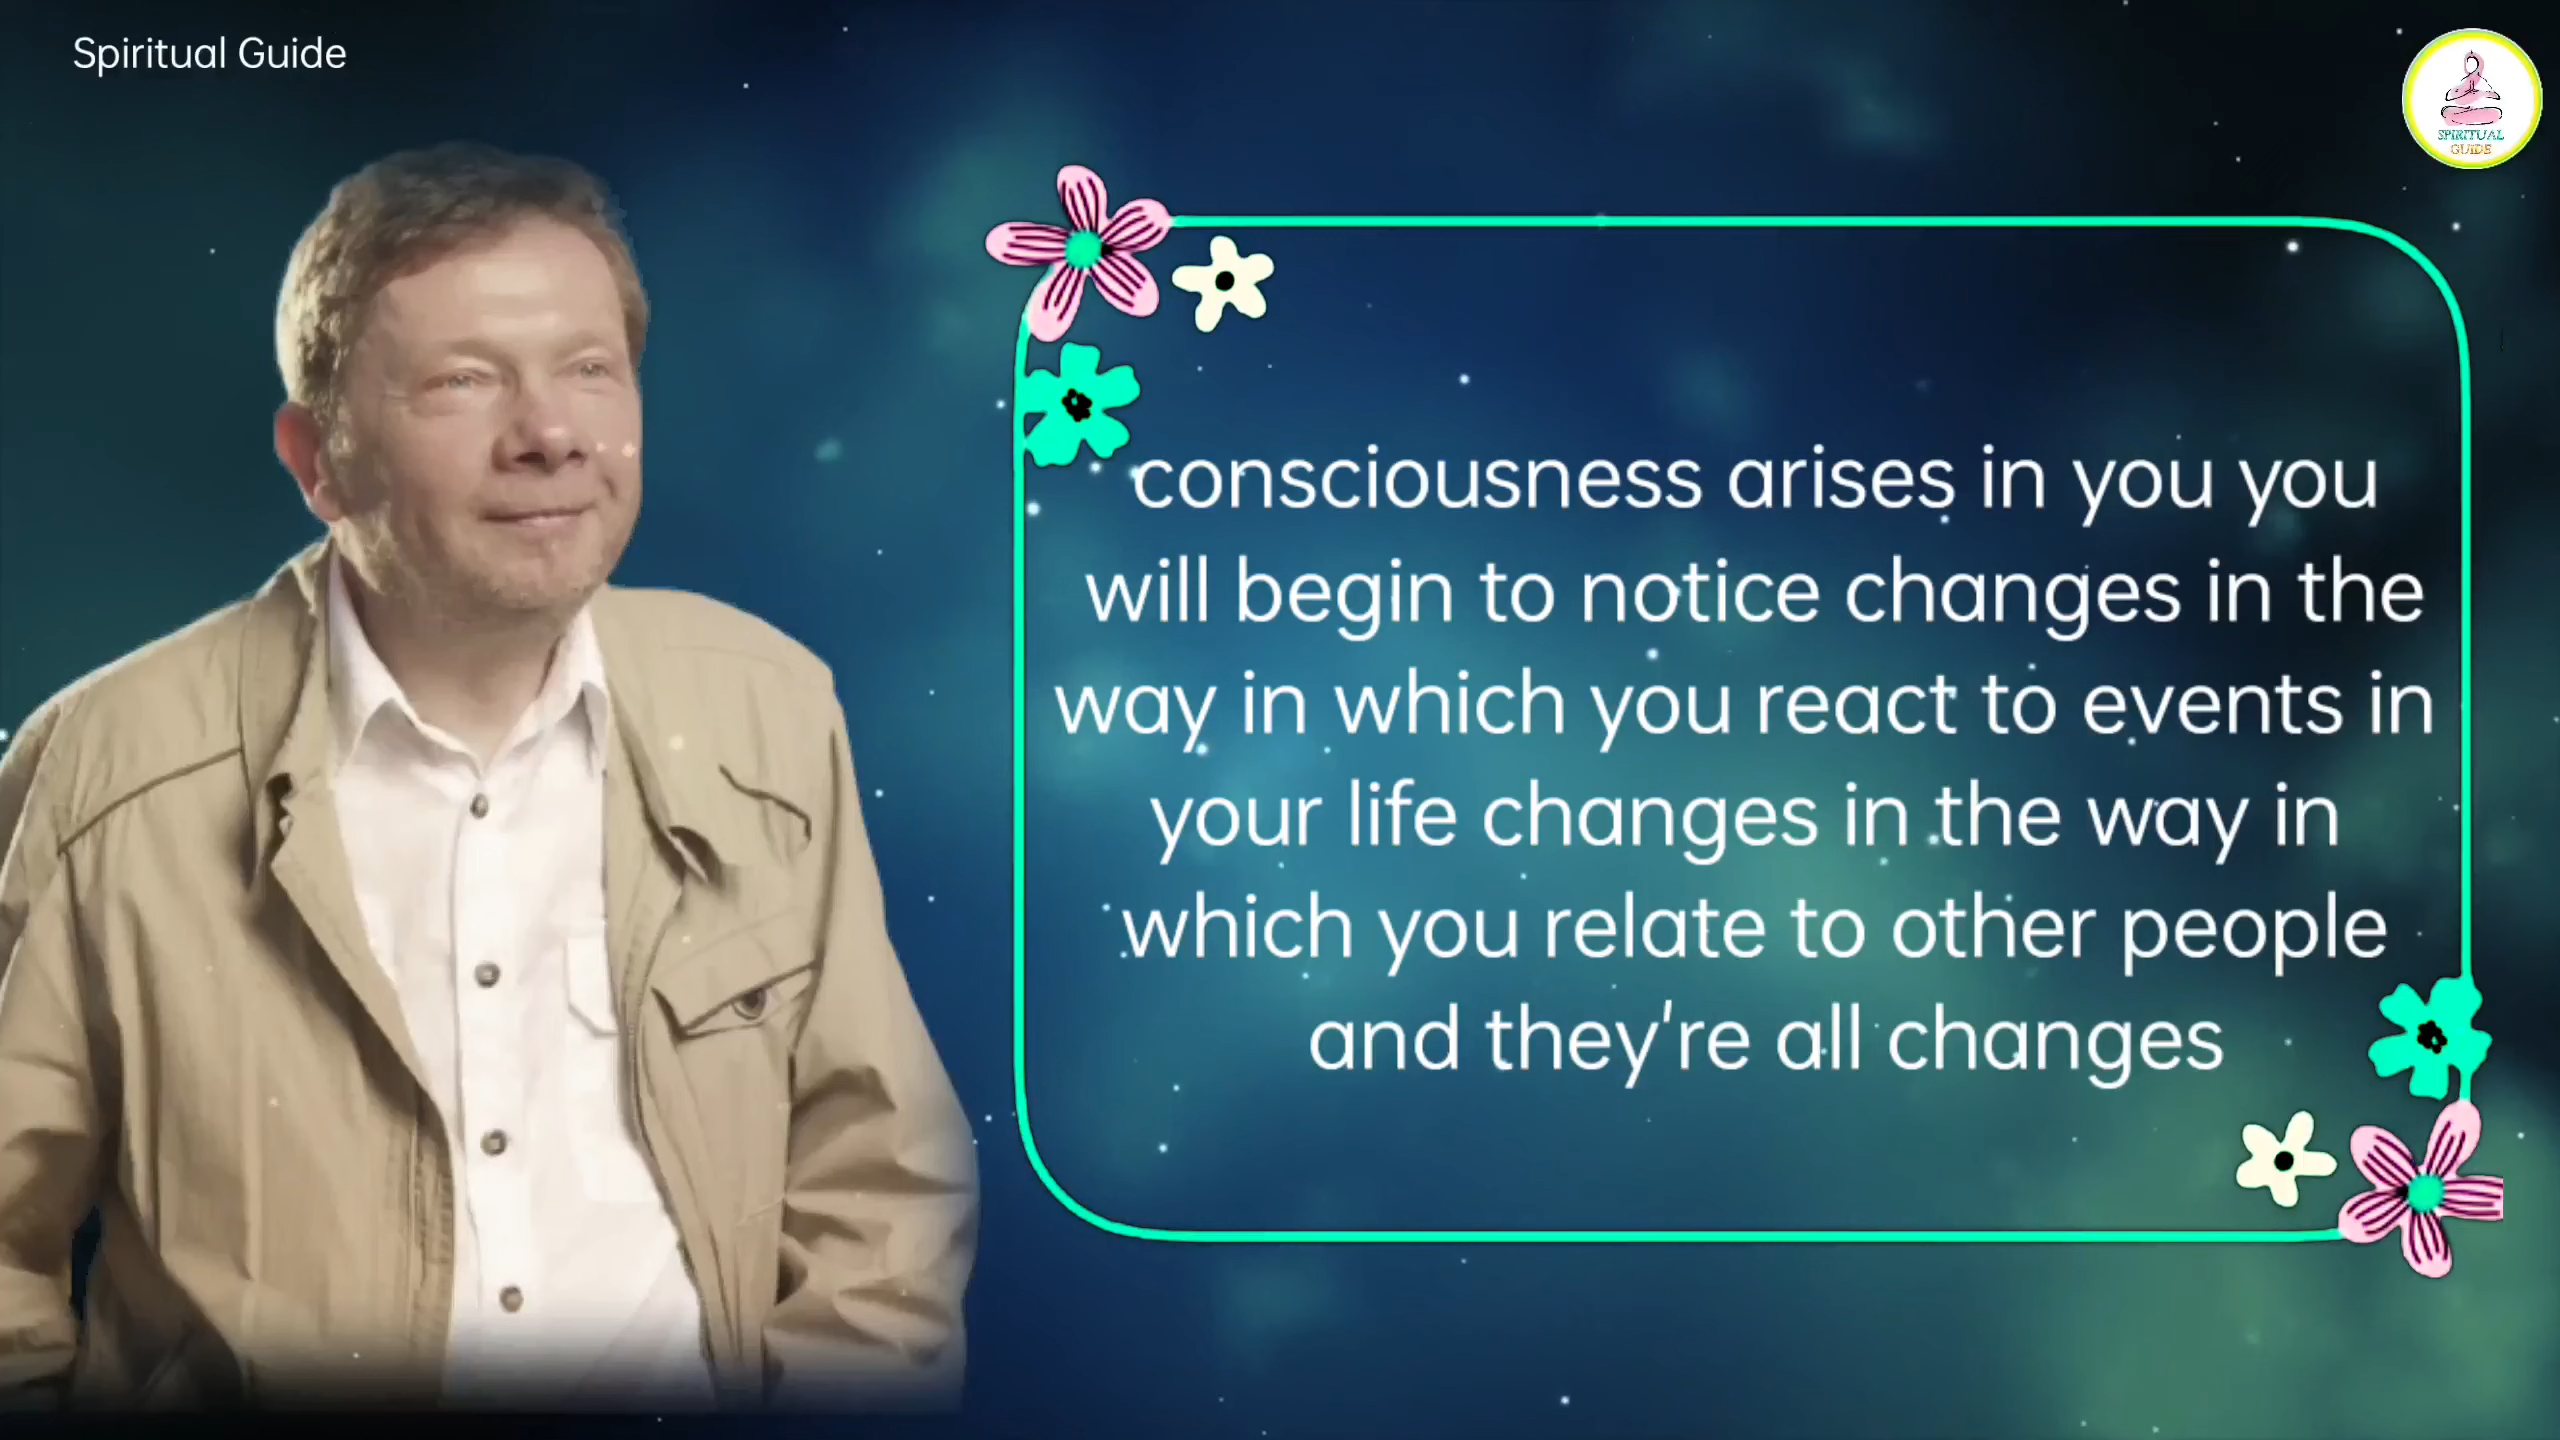 Spiritual Guide
SPIRITUAL
GUIDE
consciousness arises in you you
will begin to notice changes in the
way in which you react to events in
your life changes in the way in
which you relate to other people
and they're all changes